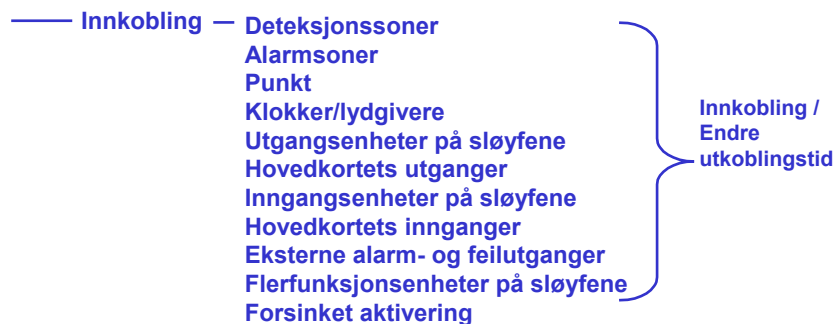 Innkobling
Deteksjonssoner
Alarmsoner
Punkt
Klokker/lydgivere
Utgangsenheter på sløyfene
Hovedkortets utganger
Inngangsenheter på sløyfene
Hovedkortets innganger
Eksterne alarm- og feilutganger
Flerfunksjonsenheter på sløyfene
Forsinket aktivering
Innkobling /
Endre
utkoblingstid